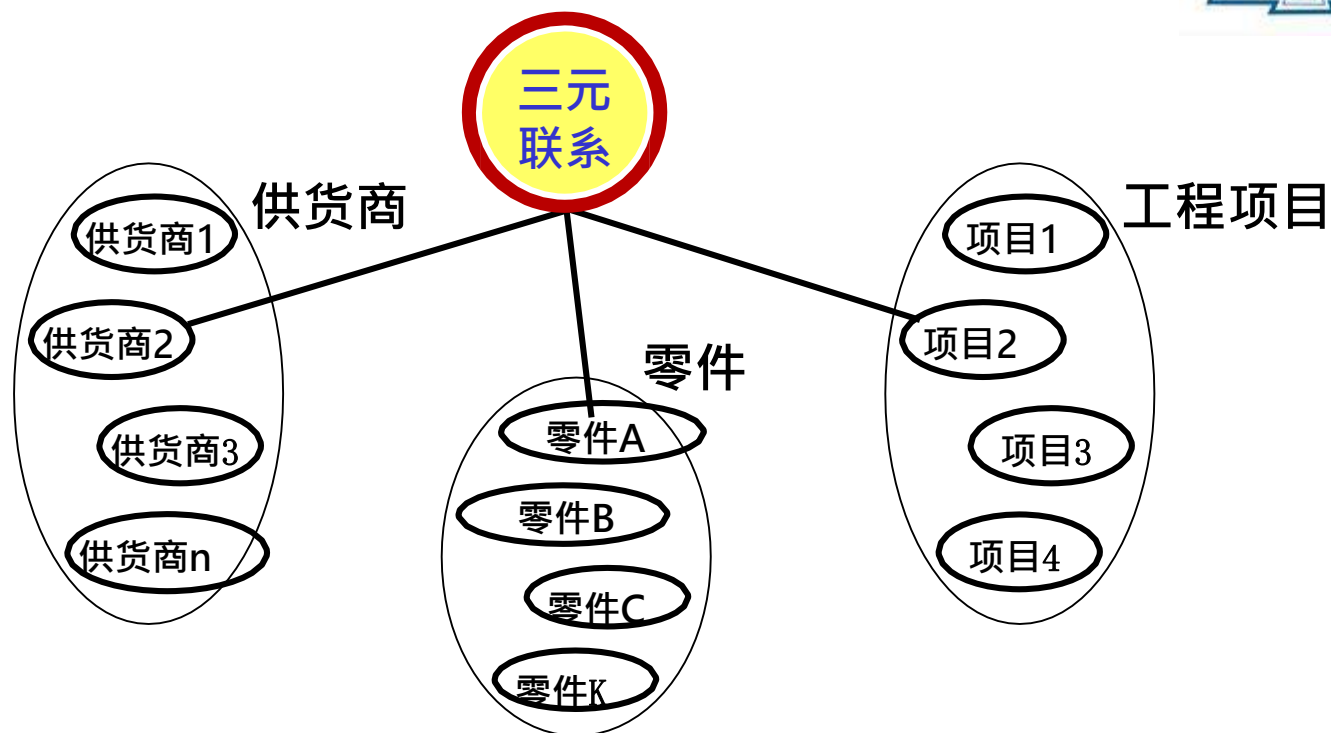 三元
联系
供货商
供货商1
供货商2
供货商3
供货商n
零件
零件A
零件B
零件C
零件K
工程项目
项目1
项目2
项目3
项目4